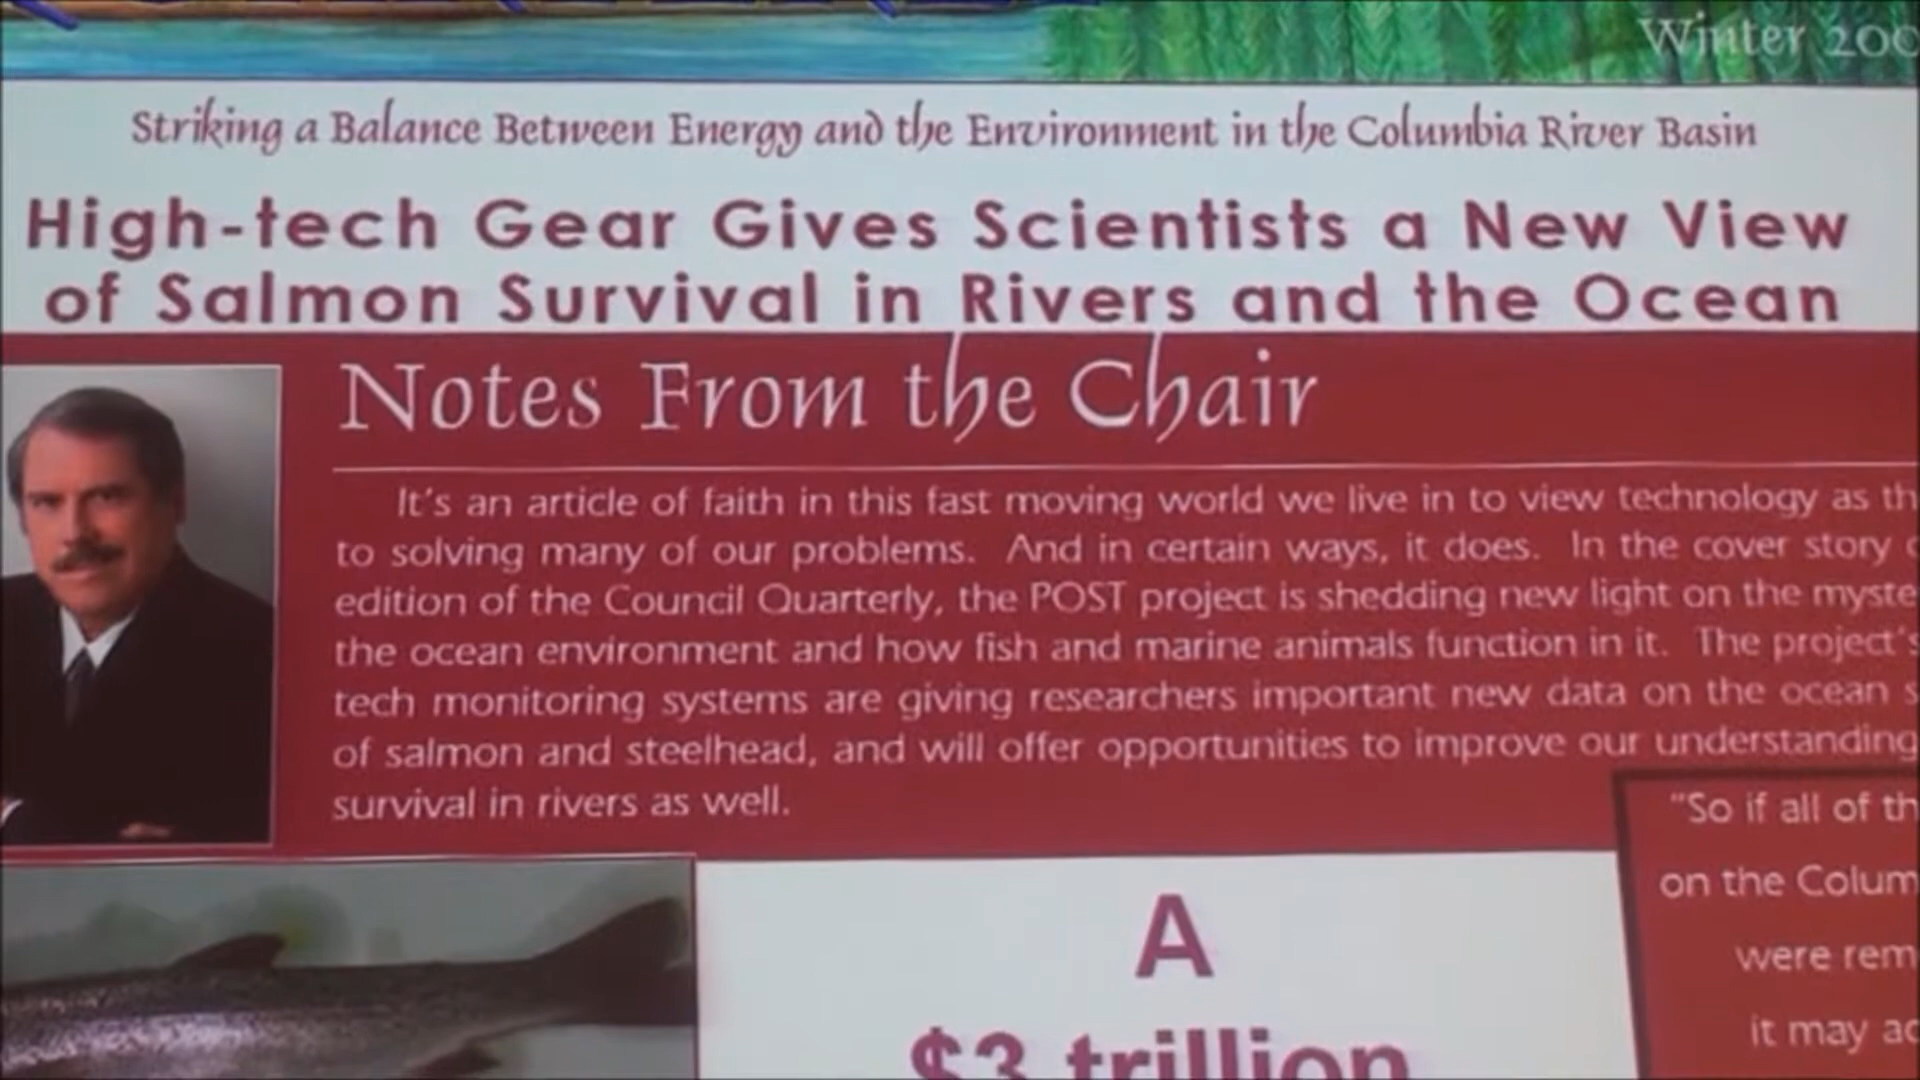 Winter 200
Striking a Balance Between Energy and the Environment in the Columbia River Basin
High-tech Gear Gives Scientists a New View
of Salmon Survival in Rivers and the Ocean
Notes From the Chair
It's an article of faith in this fast moving world we live in to view technology as th
to solving many of our problems. And in certain ways, it does. In the cover story
edition of the Council Quarterly, the POST project is shedding new light on the myste
the ocean environment and how fish and marine animals function in it. The project's
tech monitoring systems are giving researchers important new data on the ocean s
of salmon and steelhead, and will offer opportunities to improve our understanding
survival in rivers as well.
"So if all of th
on the Colum
were rem
it may ac
A
$3 trillion